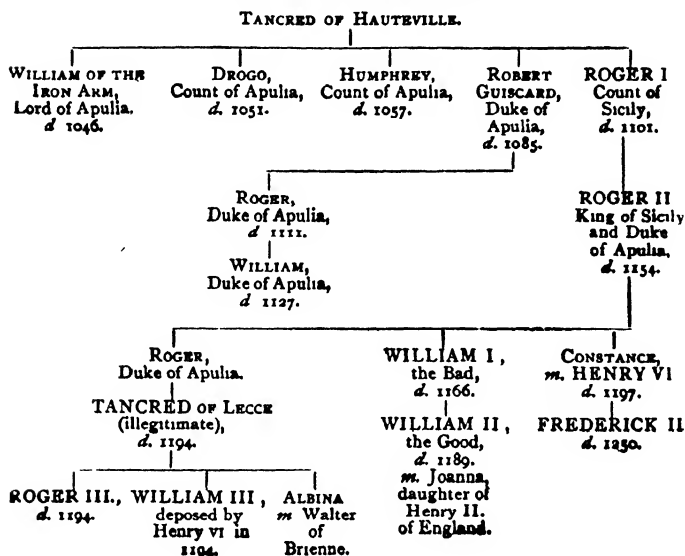 TANCRED OF HAUTEVILLE.
WILLIAM OF THE
IRON ARM,
Lord of Apulia.
d 1046.
DROGO,
Count of Apulia,
d. 1051.
HUMPHREY,
Count of Apulia,
d. 1057.
ROBERT
GUISCARD,
Duke of
Apulia,
d. 1085.
ROGER I
Count of
Sicily,
d. 1101.
ROGER,
Duke of Apulia,
d 1111.
WILLIAM,
Duke of Apulia,
d 1127.
ROGER II
King of Sicily
and Duke
of Apulia.
d. 1154.
ROGER,
Duke of Apulia.
TANCRED OF LECCE
(illegitimate),
d. 1194.
WILLIAM I,
the Bad,
d. 1166.
WILLIAM II,
the Good,
d. 1189.
m. Joanna,
daughter of
Henry II.
of England.
CONSTANCE,
m. HENRY VI
d. 1197.
FREDERICK II
d. 1250.
ROGER III.,
d. 1194.
WILLIAM III,
deposed by
Henry VI in
1194.
ALBINA
m Walter
of
Brienne.